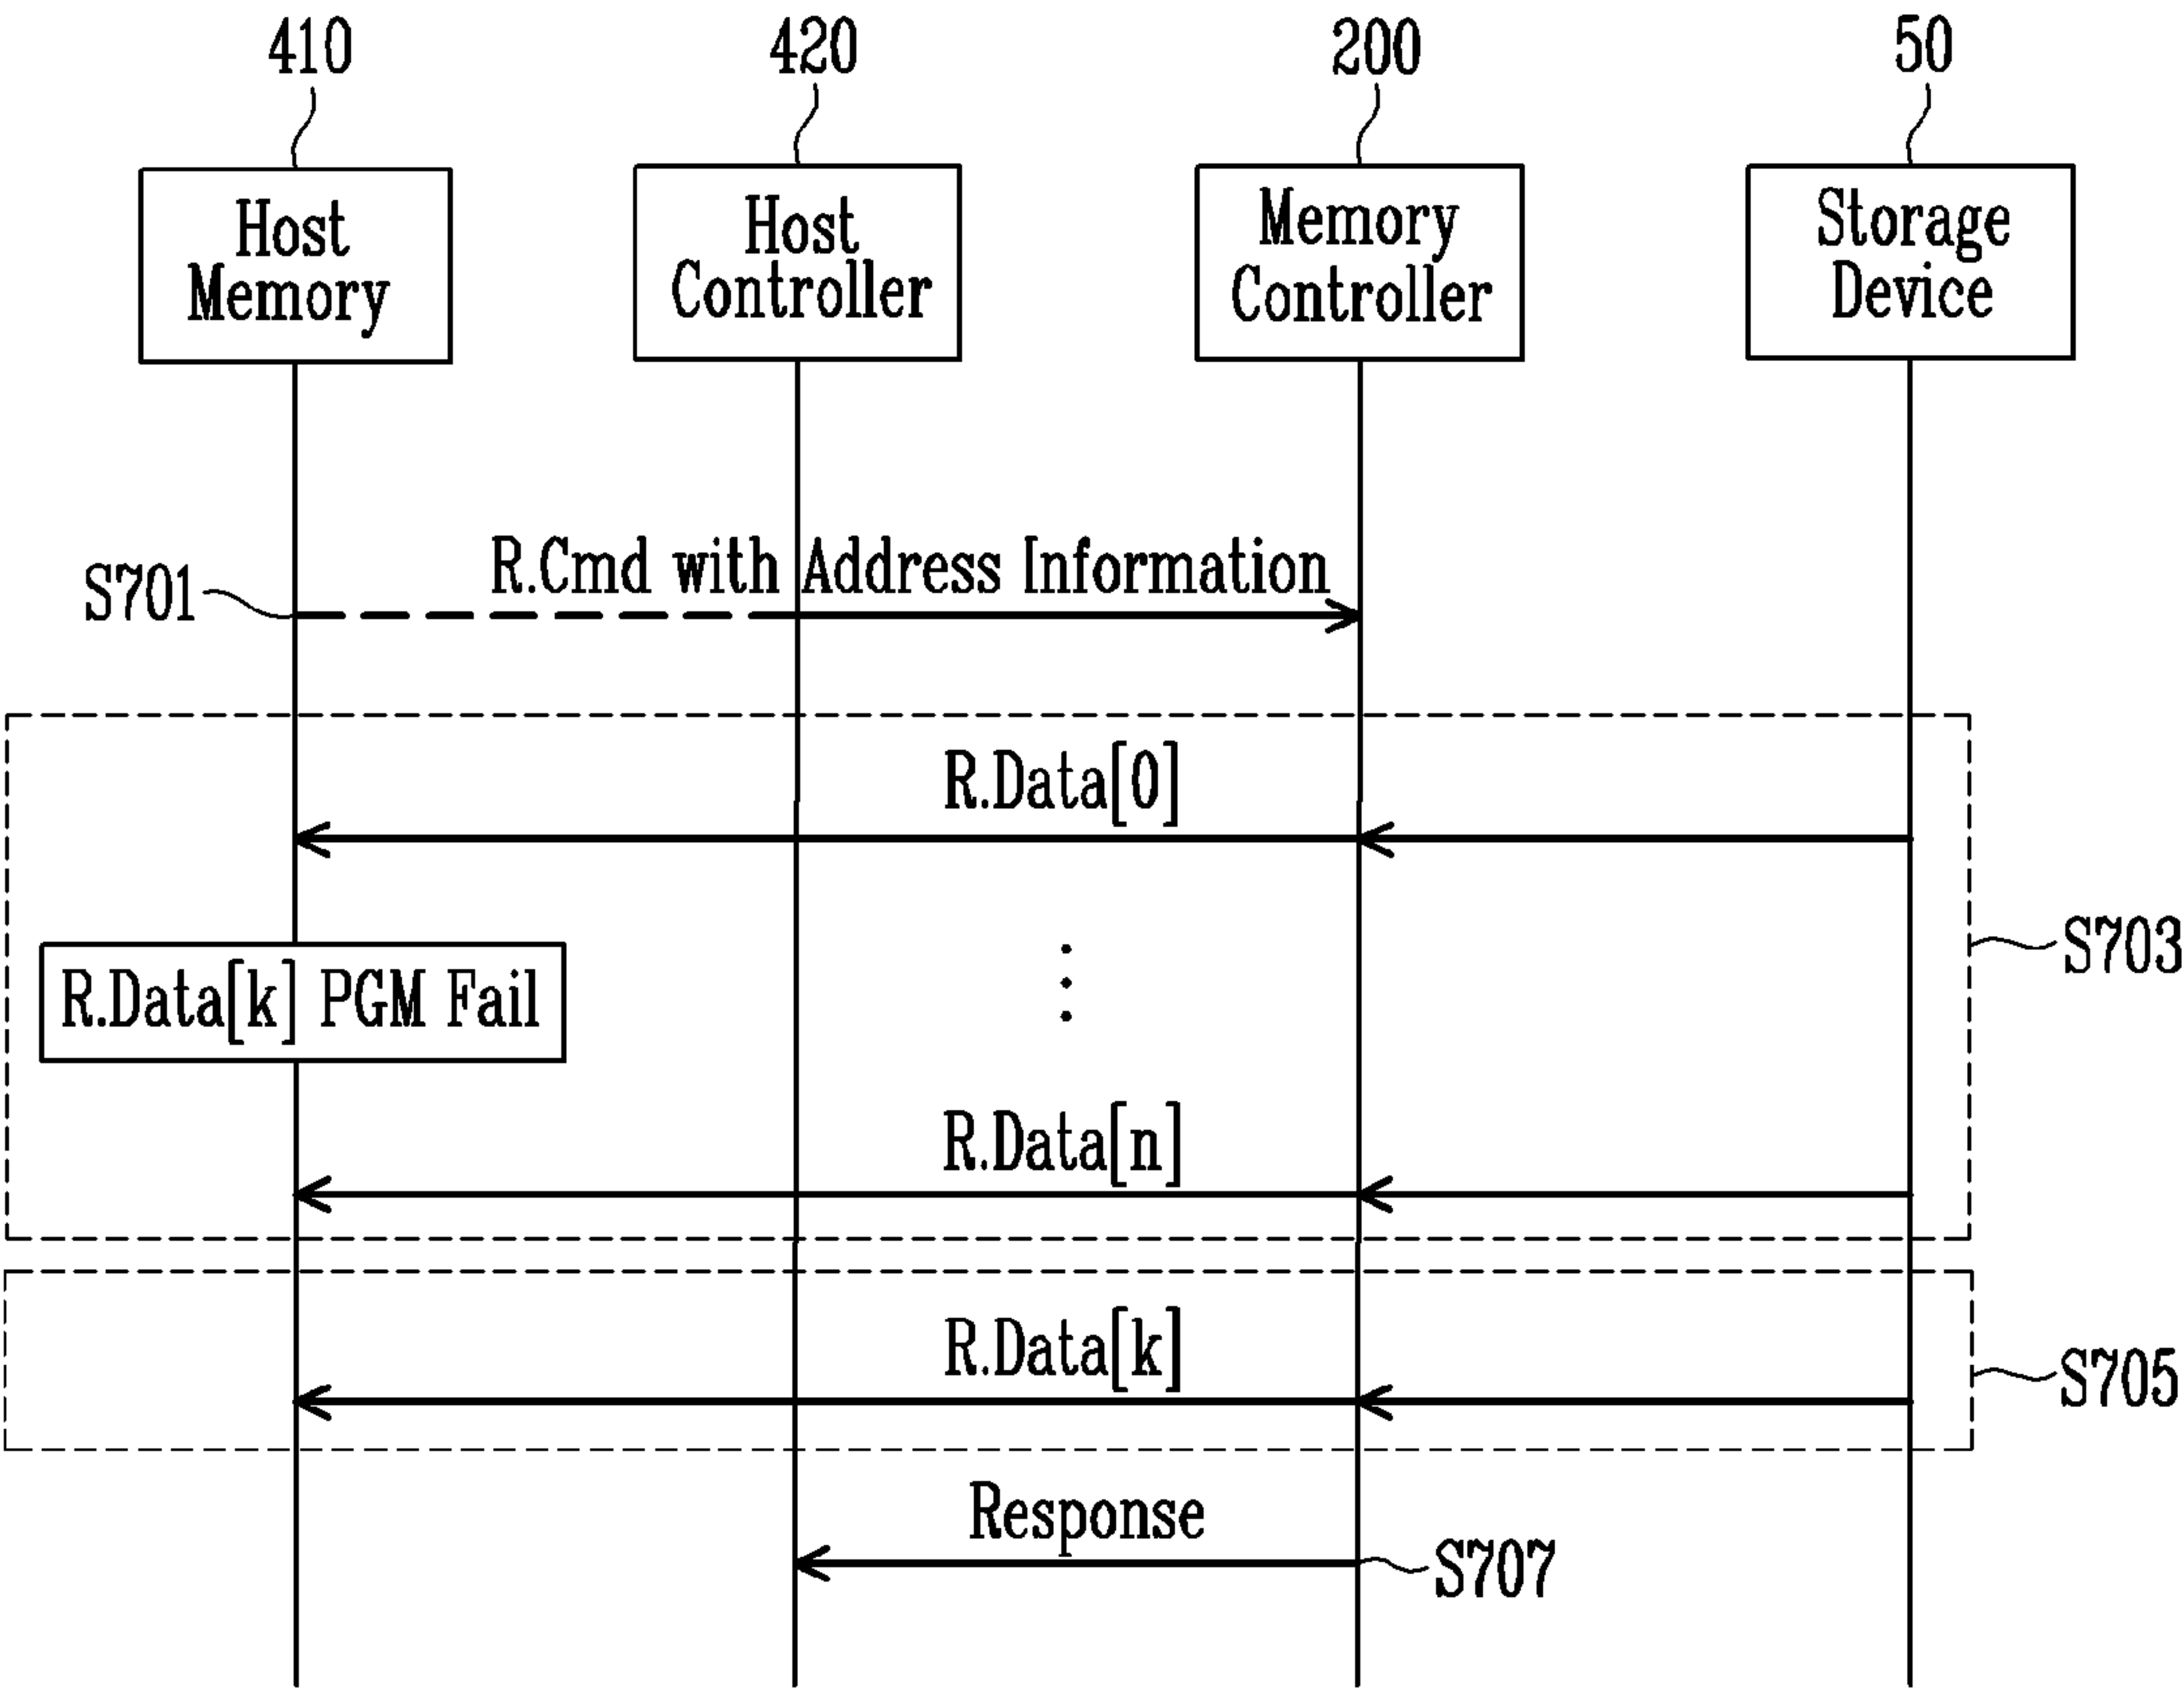 410
420
200
50
Host
Memory
Host
Controller
Memory
Controller
Storage
Device
R.Cmd with Address Information
S701
R.Data[0]
S703
R.Data[k] PGM Fail
R.Data[n]
R.Data[k]
S705
Response
S707